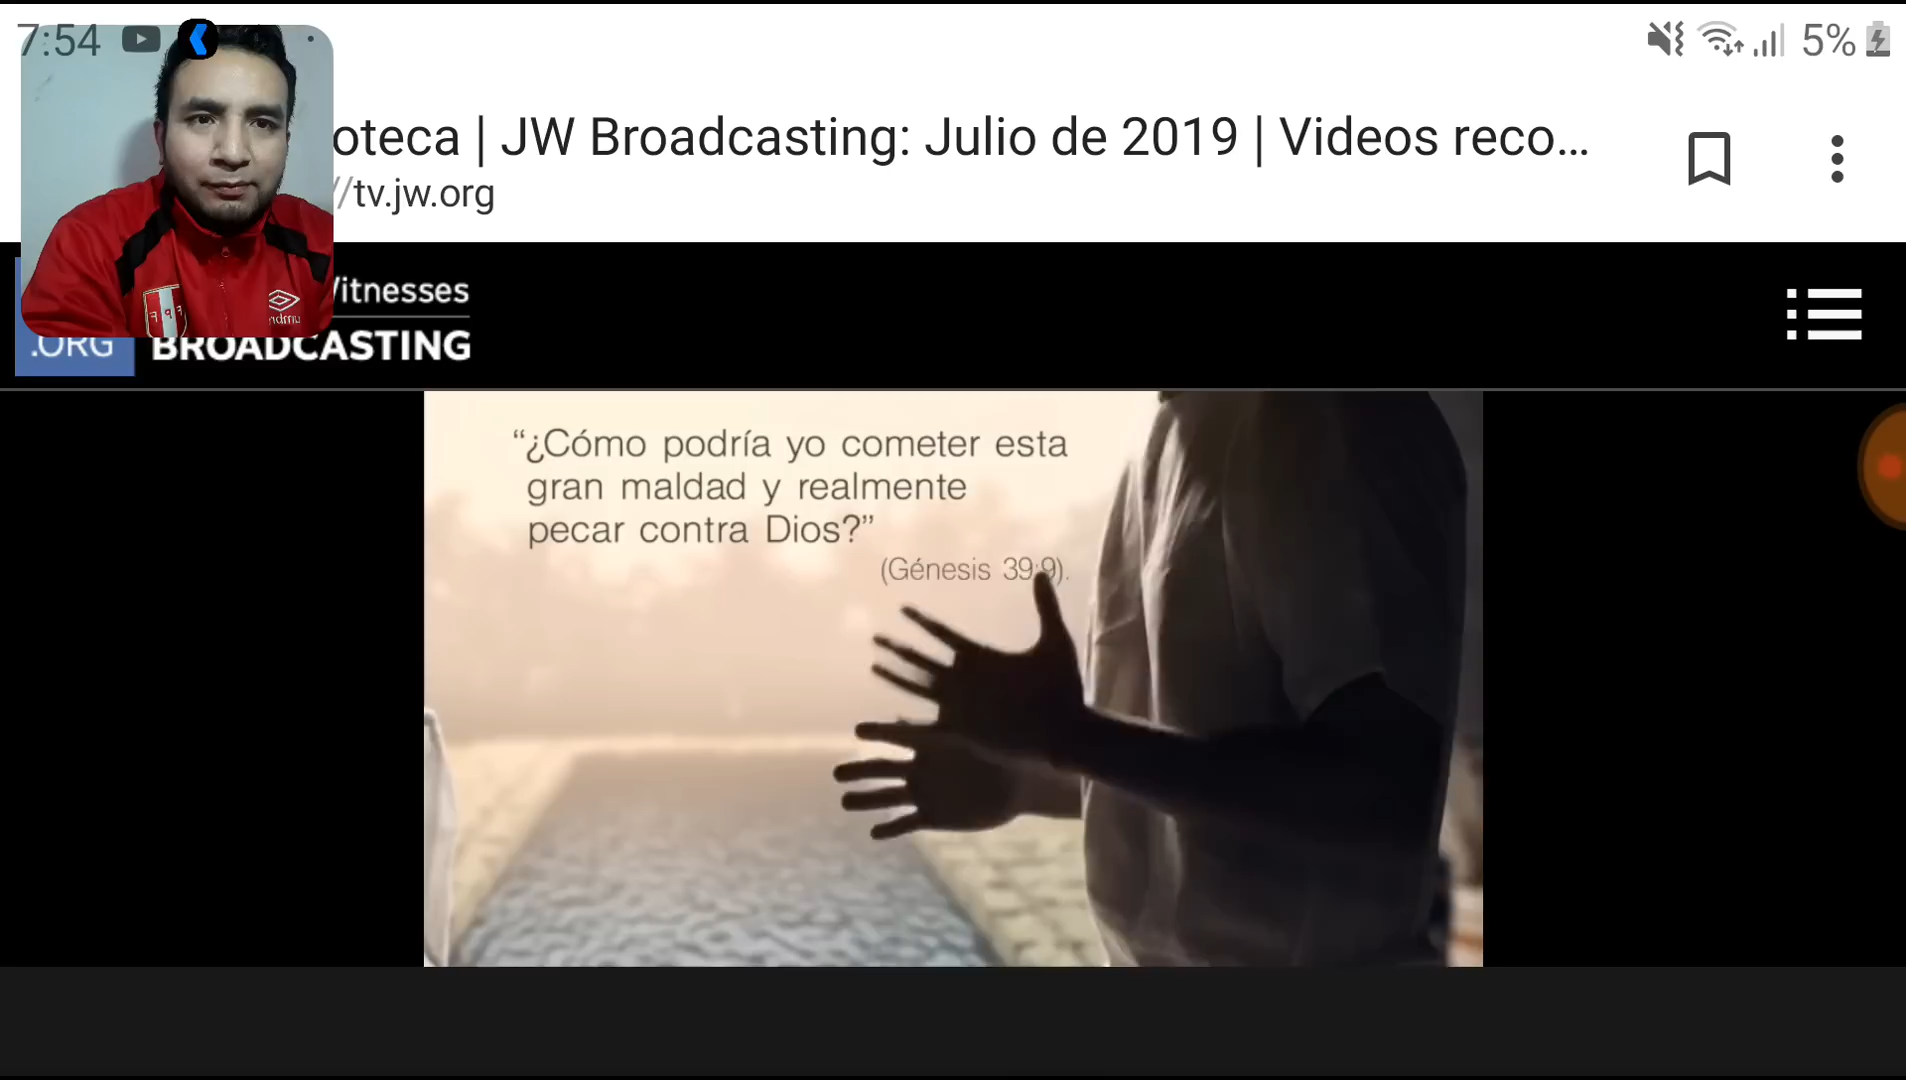 7:54
5%
oteca | JW Broadcasting: Julio de 2019 | Videos reco...
//tv.jw.org
itnesses
.ORG BROADCASTING
“¿Cómo podría yo cometer esta
gran maldad y realmente
pecar contra Dios?”
(Génesis 39:9).